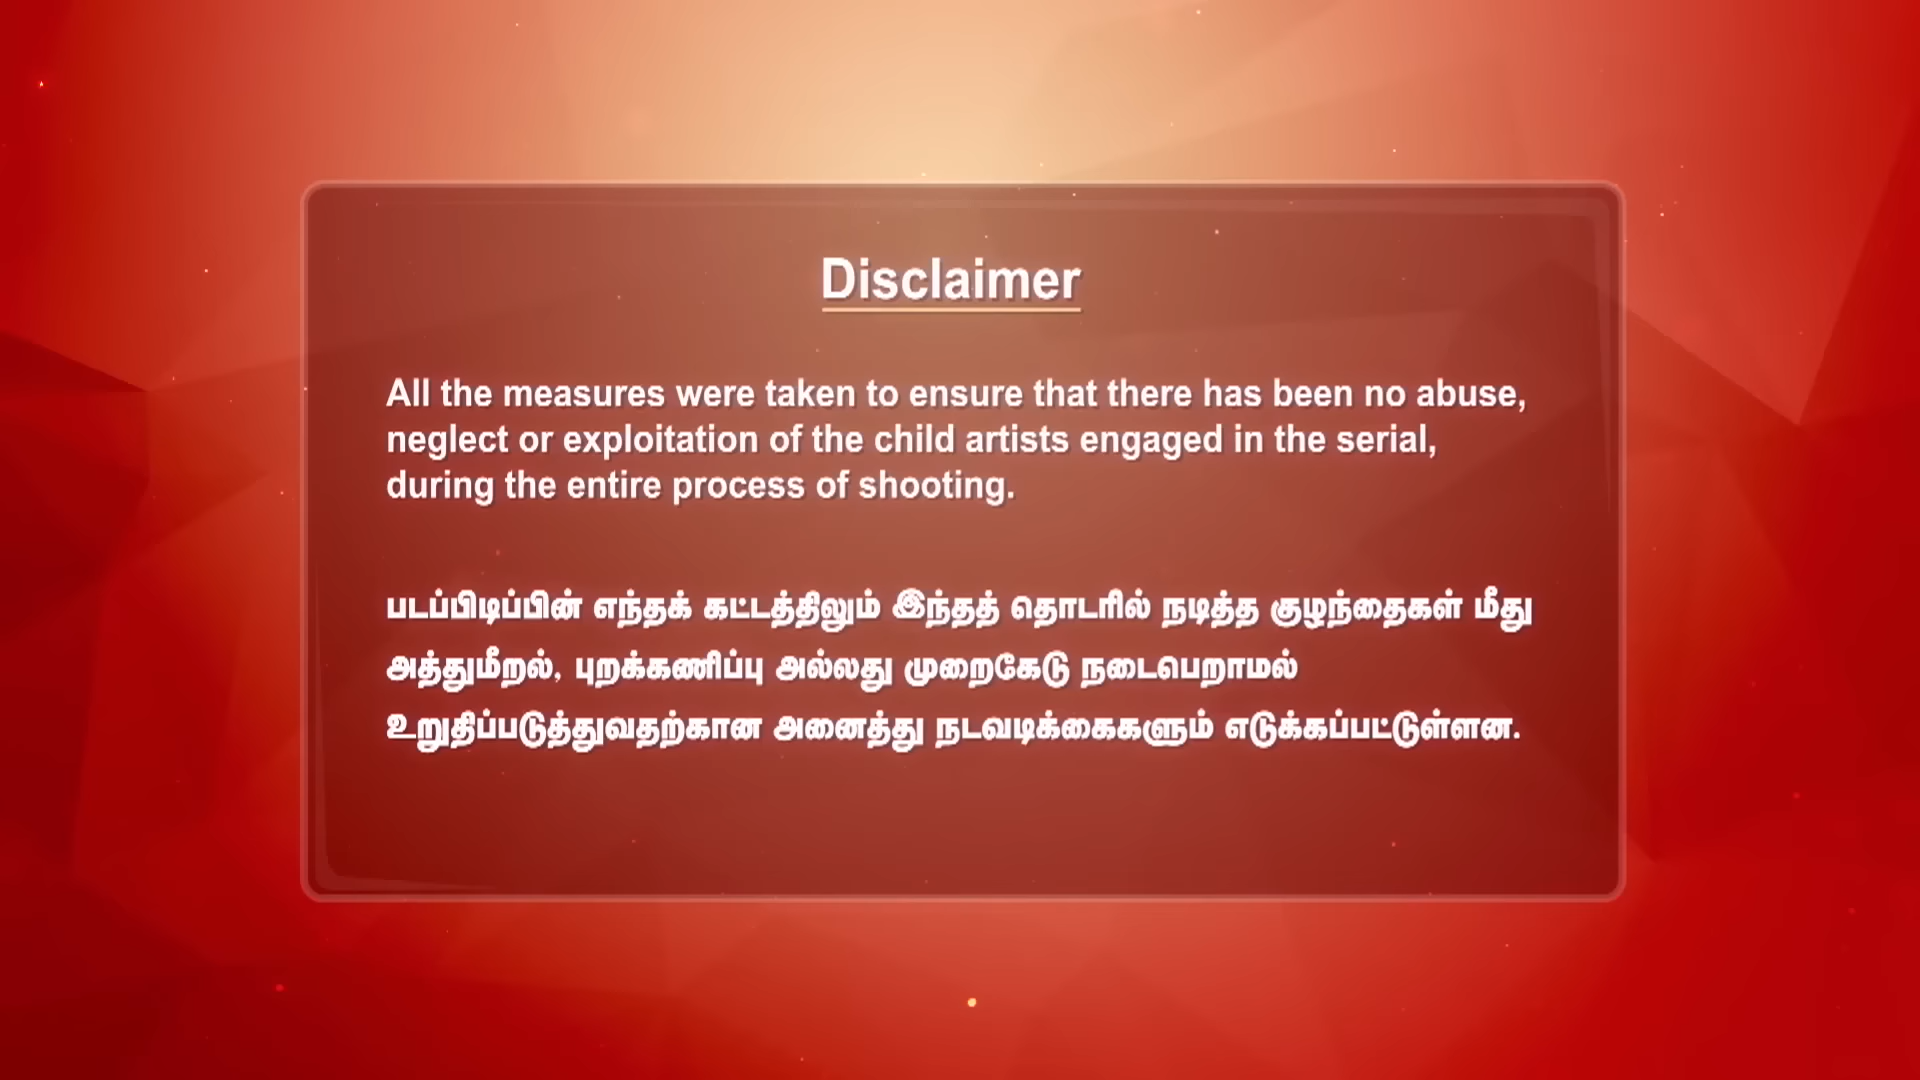 Disclaimer
All the measures were taken to ensure that there has been no abuse,
neglect or exploitation of the child artists engaged in the serial,
during the entire process of shooting.
படப்பிடிப்பின் எந்தக் கட்டத்திலும் இந்தத் தொடரில் நடித்த குழந்தைகள் மீது
அத்துமீறல், புறக்கணிப்பு அல்லது முறைகேடு நடைபெறாமல்
உறுதிப்படுத்துவதற்கான அனைத்து நடவடிக்கைகளும் எடுக்கப்பட்டுள்ளன.